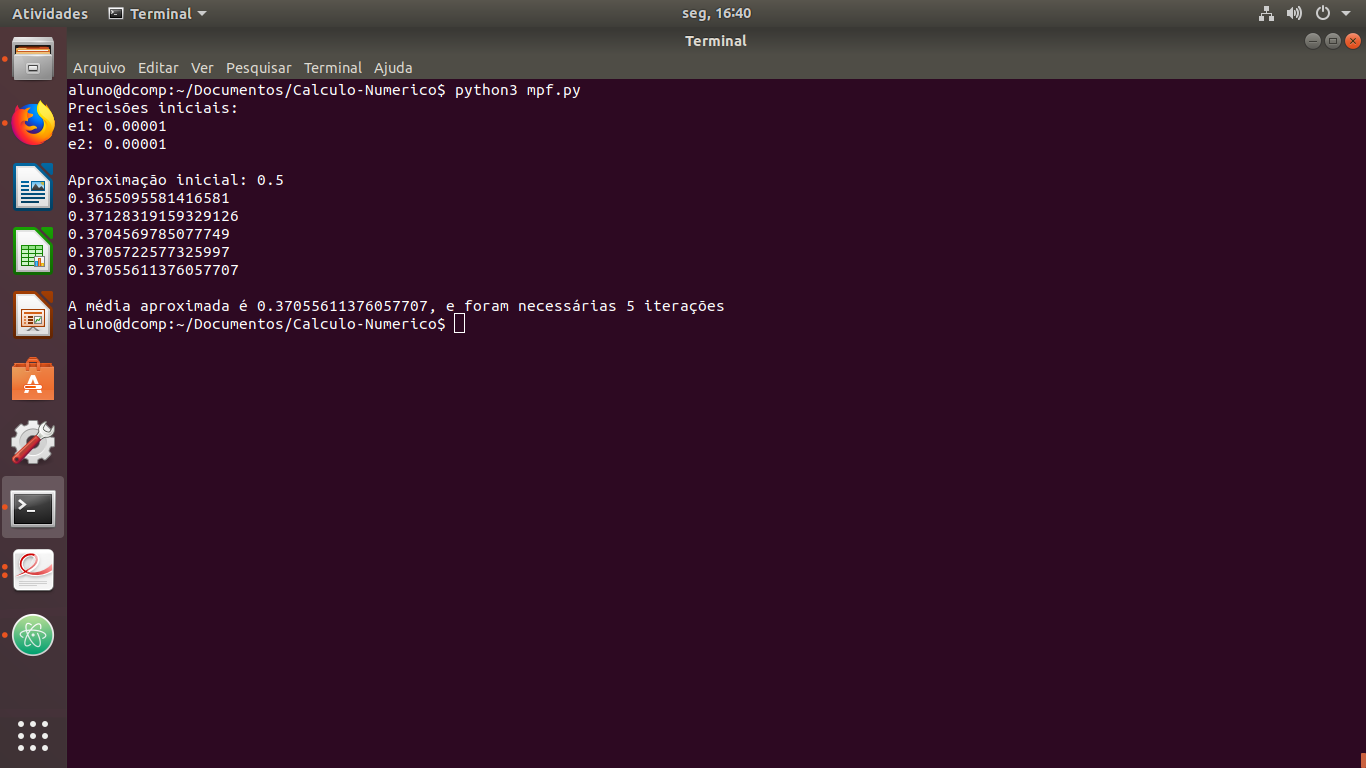 Atividades Terminal seg, 16:40
Terminal
Arquivo Editar Ver Pesquisar Terminal Ajuda
aluno@dcomp:~/Documentos/Calculo-Numerico$ python3 mpf.py
Precisões iniciais:
e1: 0.00001
e2: 0.00001
Aproximação inicial: 0.5
0.3655095581416581
0.37128319159329126
0.3704569785077749
0.3705722577325997
0.37055611376057707
A média aproximada é 0.37055611376057707, e foram necessárias 5 iterações
aluno@dcomp:~/Documentos/Calculo-Numerico$